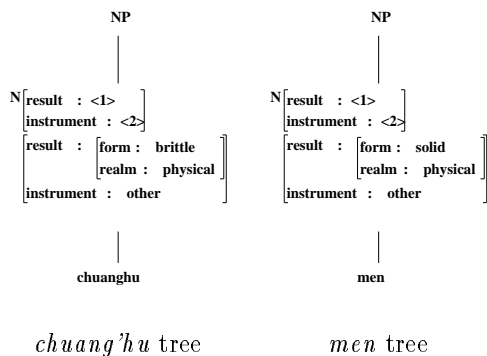 NP
NP
N result : <1>
instrument : <2>
result : form : brittle
realm : physical
instrument : other
N result : <1>
instrument : <2>
result : form : solid
realm : physical
instrument : other
chuanghu
men
chuang'hu tree
men tree